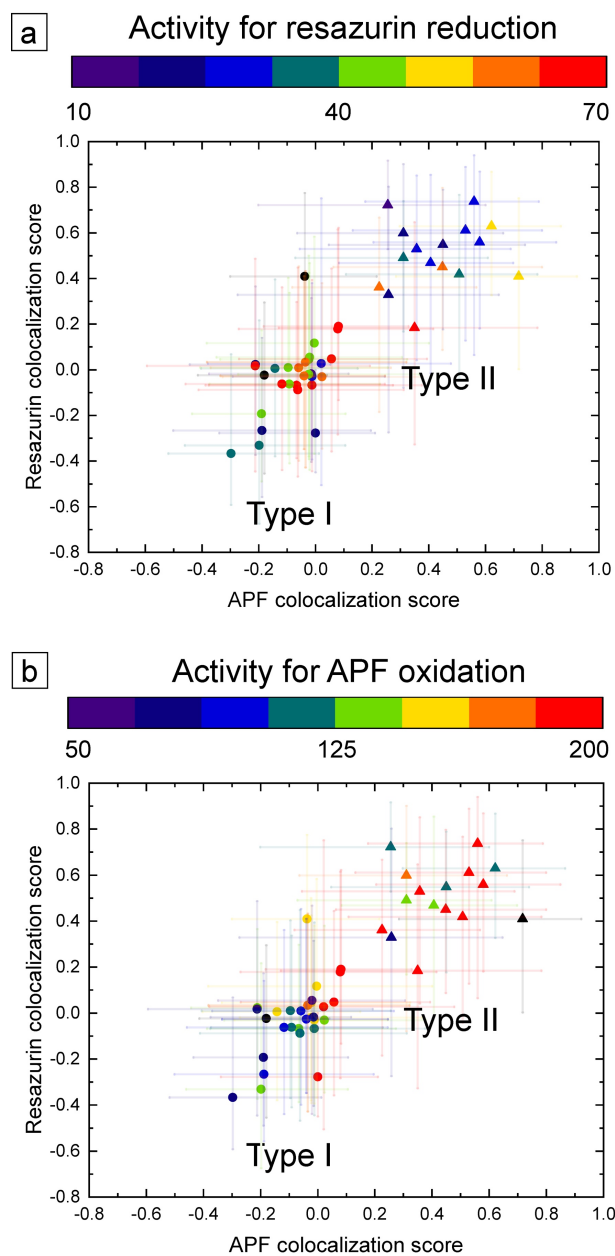 a
Activity for resazurin reduction
10 40 70
1.0
0.8
0.6
0.4
0.2
0.0
-0.2
-0.4
-0.6
-0.8
Resazurin colocalization score
Type II
Type I
-0.8 -0.6 -0.4 -0.2 0.0 0.2 0.4 0.6 0.8 1.0
APF colocalization score
b
Activity for APF oxidation
50 125 200
1.0
0.8
0.6
0.4
0.2
0.0
-0.2
-0.4
-0.6
-0.8
Resazurin colocalization score
Type II
Type I
-0.8 -0.6 -0.4 -0.2 0.0 0.2 0.4 0.6 0.8 1.0
APF colocalization score